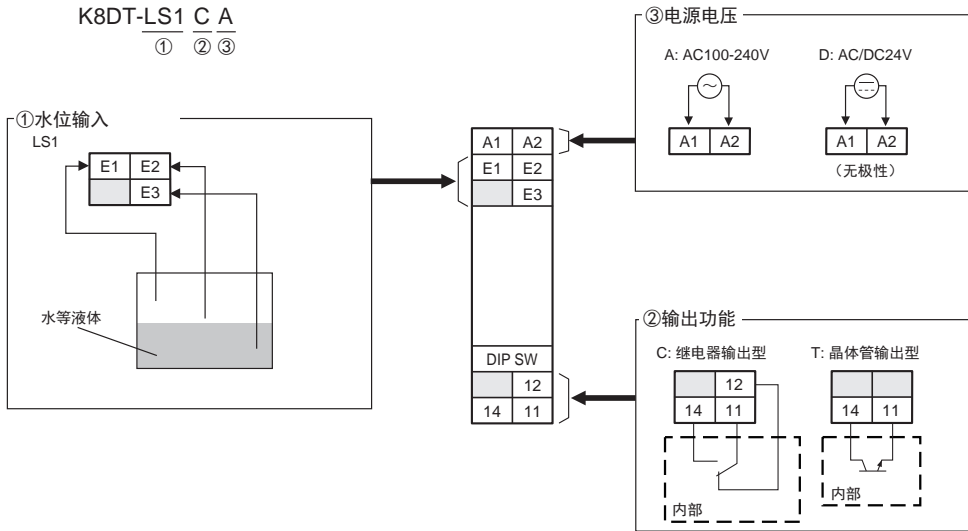 K8DT-LS1 C A
① ② ③
①水位输入
LS1
E1 E2
E3
水等液体
A1 A2
E1 E2
E3
DIP SW
12
14 11
③电源电压
A: AC100-240V D: AC/DC24V
A1 A2 A1 A2
（无极性）
②输出功能
C: 继电器输出型 T: 晶体管输出型
12
14 11 14 11
内部 内部